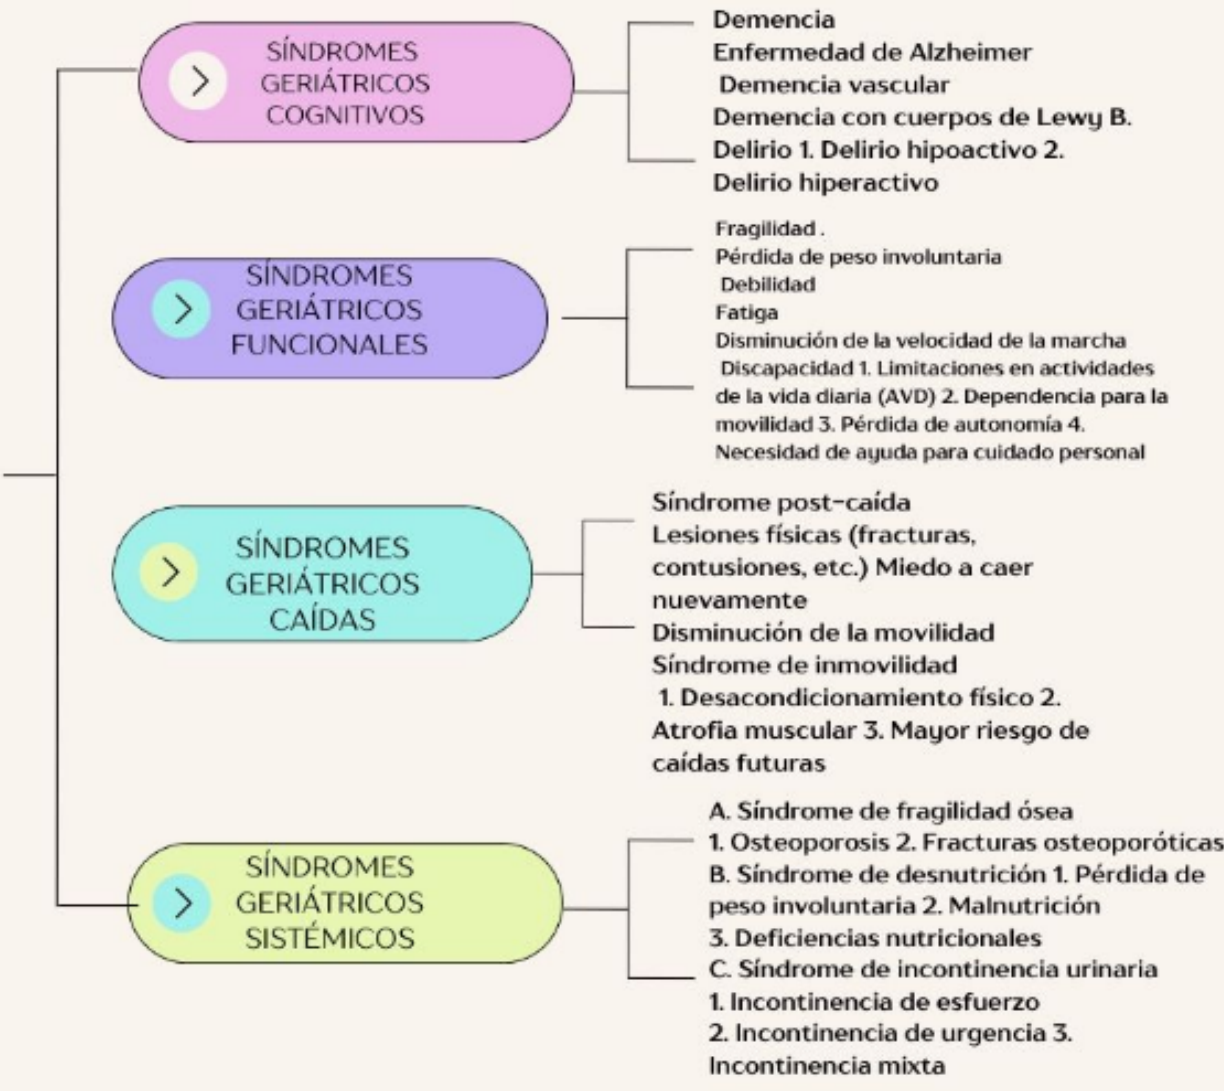 SÍNDROMES
GERIÁTRICOS
COGNITIVOS
Demencia
Enfermedad de Alzheimer
Demencia vascular
Demencia con cuerpos de Lewy B.
Delirio 1. Delirio hipoactivo 2.
Delirio hiperactivo
SÍNDROMES
GERIÁTRICOS
FUNCIONALES
Fragilidad .
Pérdida de peso involuntaria
Debilidad
Fatiga
Disminución de la velocidad de la marcha
Discapacidad 1. Limitaciones en actividades
de la vida diaria (AVD) 2. Dependencia para la
movilidad 3. Pérdida de autonomía 4.
Necesidad de ayuda para cuidado personal
SÍNDROMES
GERIÁTRICOS
CAÍDAS
Síndrome post-caída
Lesiones físicas (fracturas,
contusiones, etc.) Miedo a caer
nuevamente
Disminución de la movilidad
Síndrome de inmovilidad
1. Desacondicionamiento físico 2.
Atrofia muscular 3. Mayor riesgo de
caídas futuras
SÍNDROMES
GERIÁTRICOS
SISTÉMICOS
A. Síndrome de fragilidad ósea
1. Osteoporosis 2. Fracturas osteoporóticas
B. Síndrome de desnutrición 1. Pérdida de
peso involuntaria 2. Malnutrición
3. Deficiencias nutricionales
C. Síndrome de incontinencia urinaria
1. Incontinencia de esfuerzo
2. Incontinencia de urgencia 3.
Incontinencia mixta